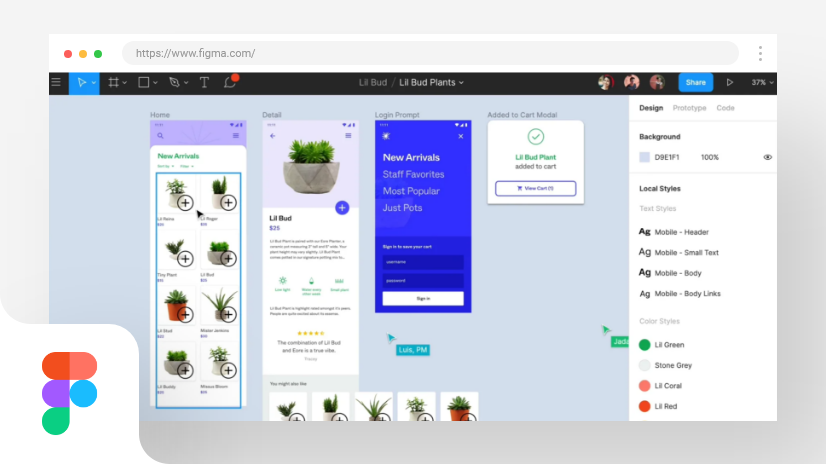 https://www.figma.com/
Lil Bud / Lil Bud Plants
Share
37%
Home
Detail
Login Prompt
Added to Cart Modal
Design
Prototype
Code
Background
D9E1F1
100%
Local Styles
Text Styles
Ag Mobile - Header
Ag Mobile - Small Text
Ag Mobile - Body
Ag Mobile - Body Links
Color Styles
Lil Green
Stone Grey
Lil Coral
Lil Red
New Arrivals
Tiny Plant
Lil Bud
Lil Stud
Mister Jenkins
Lil Buddy
Missus Bloom
Lil Bud
$25
Low light
Water every
Small plant
The combination of Lil Bud
and Eore is a true vibe.
You might also like
New Arrivals
Staff Favorites
Most Popular
Just Pots
Sign in to save your cart
username
password
Sign in
Lil Bud Plant
added to cart
View Cart (1)
Luis, PM
Jada